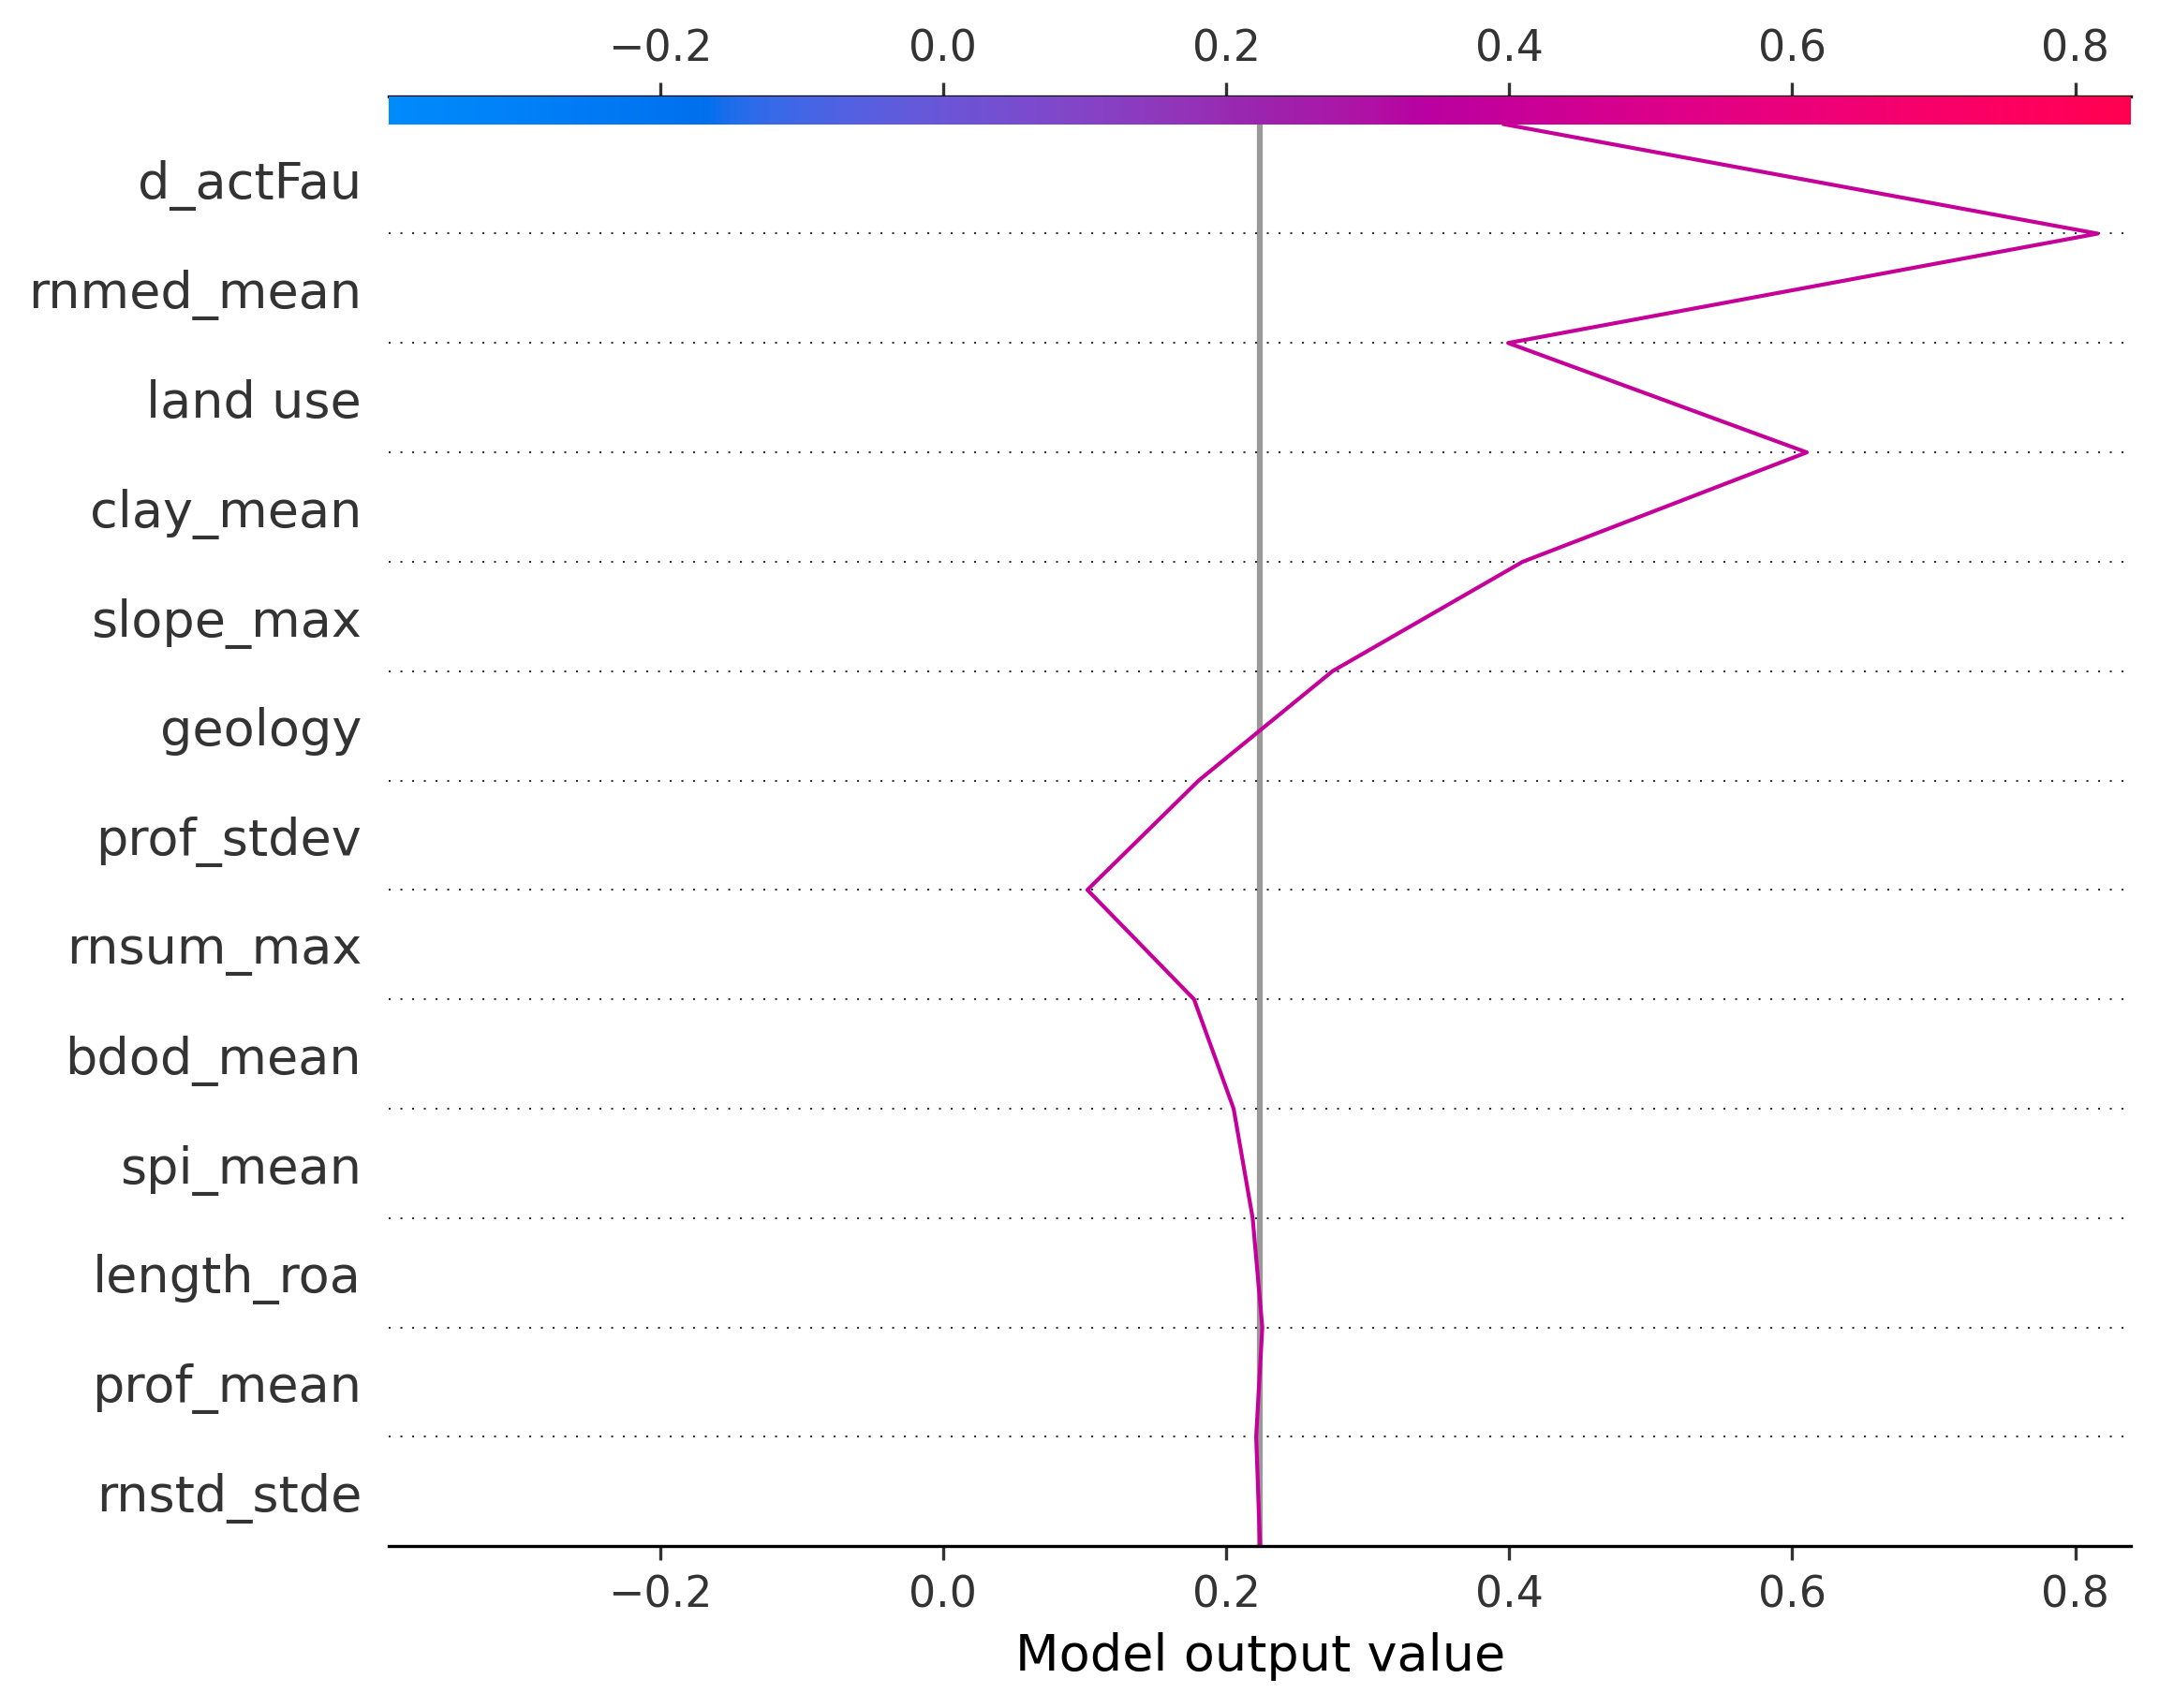 −0.2 0.0 0.2 0.4 0.6 0.8
d_actFau
rnmed_mean
land use
clay_mean
slope_max
geology
prof_stdev
rnsum_max
bdod_mean
spi_mean
length_roa
prof_mean
rnstd_stde
−0.2 0.0 0.2 0.4 0.6 0.8
Model output value